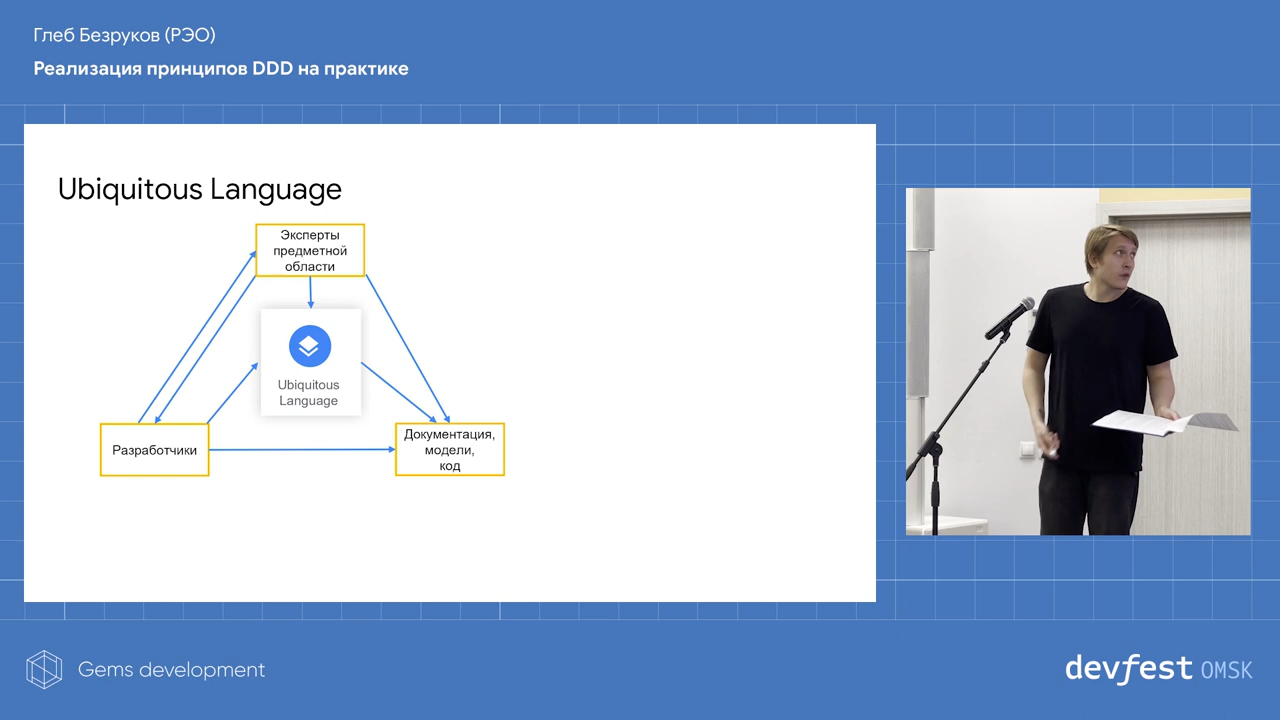 Глеб Безруков (РЭО)
Реализация принципов DDD на практике
Ubiquitous Language
Эксперты
предметной
области
Ubiquitous
Language
Разработчики
Документация,
модели,
код
Gems development
devfest OMSK